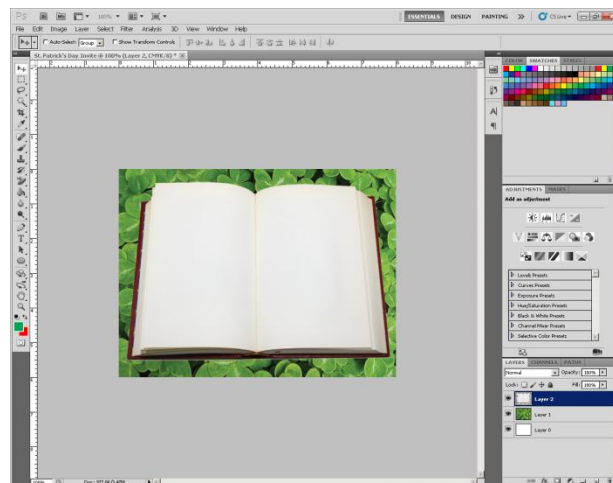 Ps 100%
ESSENTIALS DESIGN PAINTING CS Live
File Edit Image Layer Select Filter Analysis 3D View Window Help
Auto-Select: Group Show Transform Controls
St. Patrick's Day Invite @ 100% (Layer 2, CMYK/8) *
COLOR SWATCHES STYLES
ADJUSTMENTS MASKS
Add an adjustment
Levels Presets
Curves Presets
Exposure Presets
Hue/Saturation Presets
Black & White Presets
Channel Mixer Presets
Selective Color Presets
LAYERS CHANNELS PATHS
Normal Opacity: 100%
Lock: Fill: 100%
Layer 2
Layer 1
Layer 0
100%